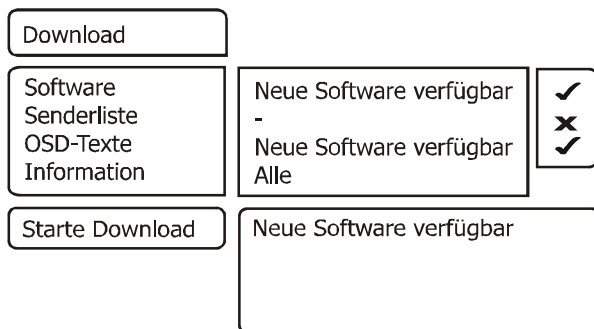 Download
Software Neue Software verfügbar ✔
Senderliste - ✖
OSD-Texte Neue Software verfügbar ✔
Information Alle
Starte Download Neue Software verfügbar